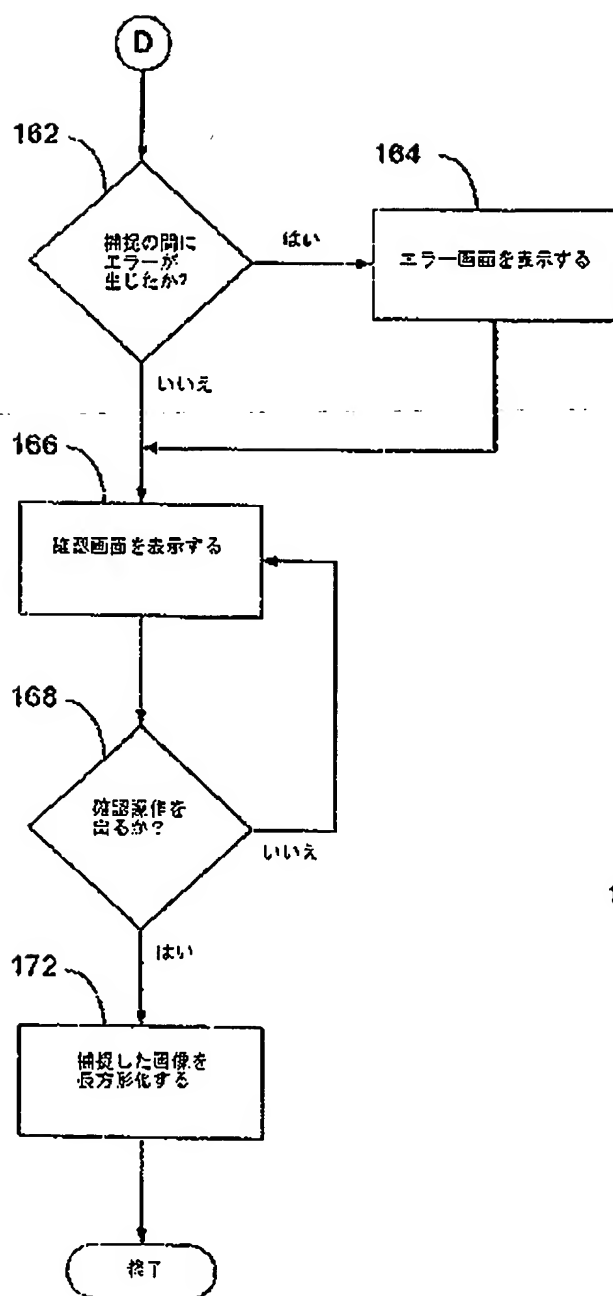 D
162
捕捉の間に
エラーが
生じたか?
はい
164
エラー画面を表示する
いいえ
166
確認画面を表示する
168
確認操作を
出るか?
いいえ
はい
172
捕捉した画像を
長方形化する
終了